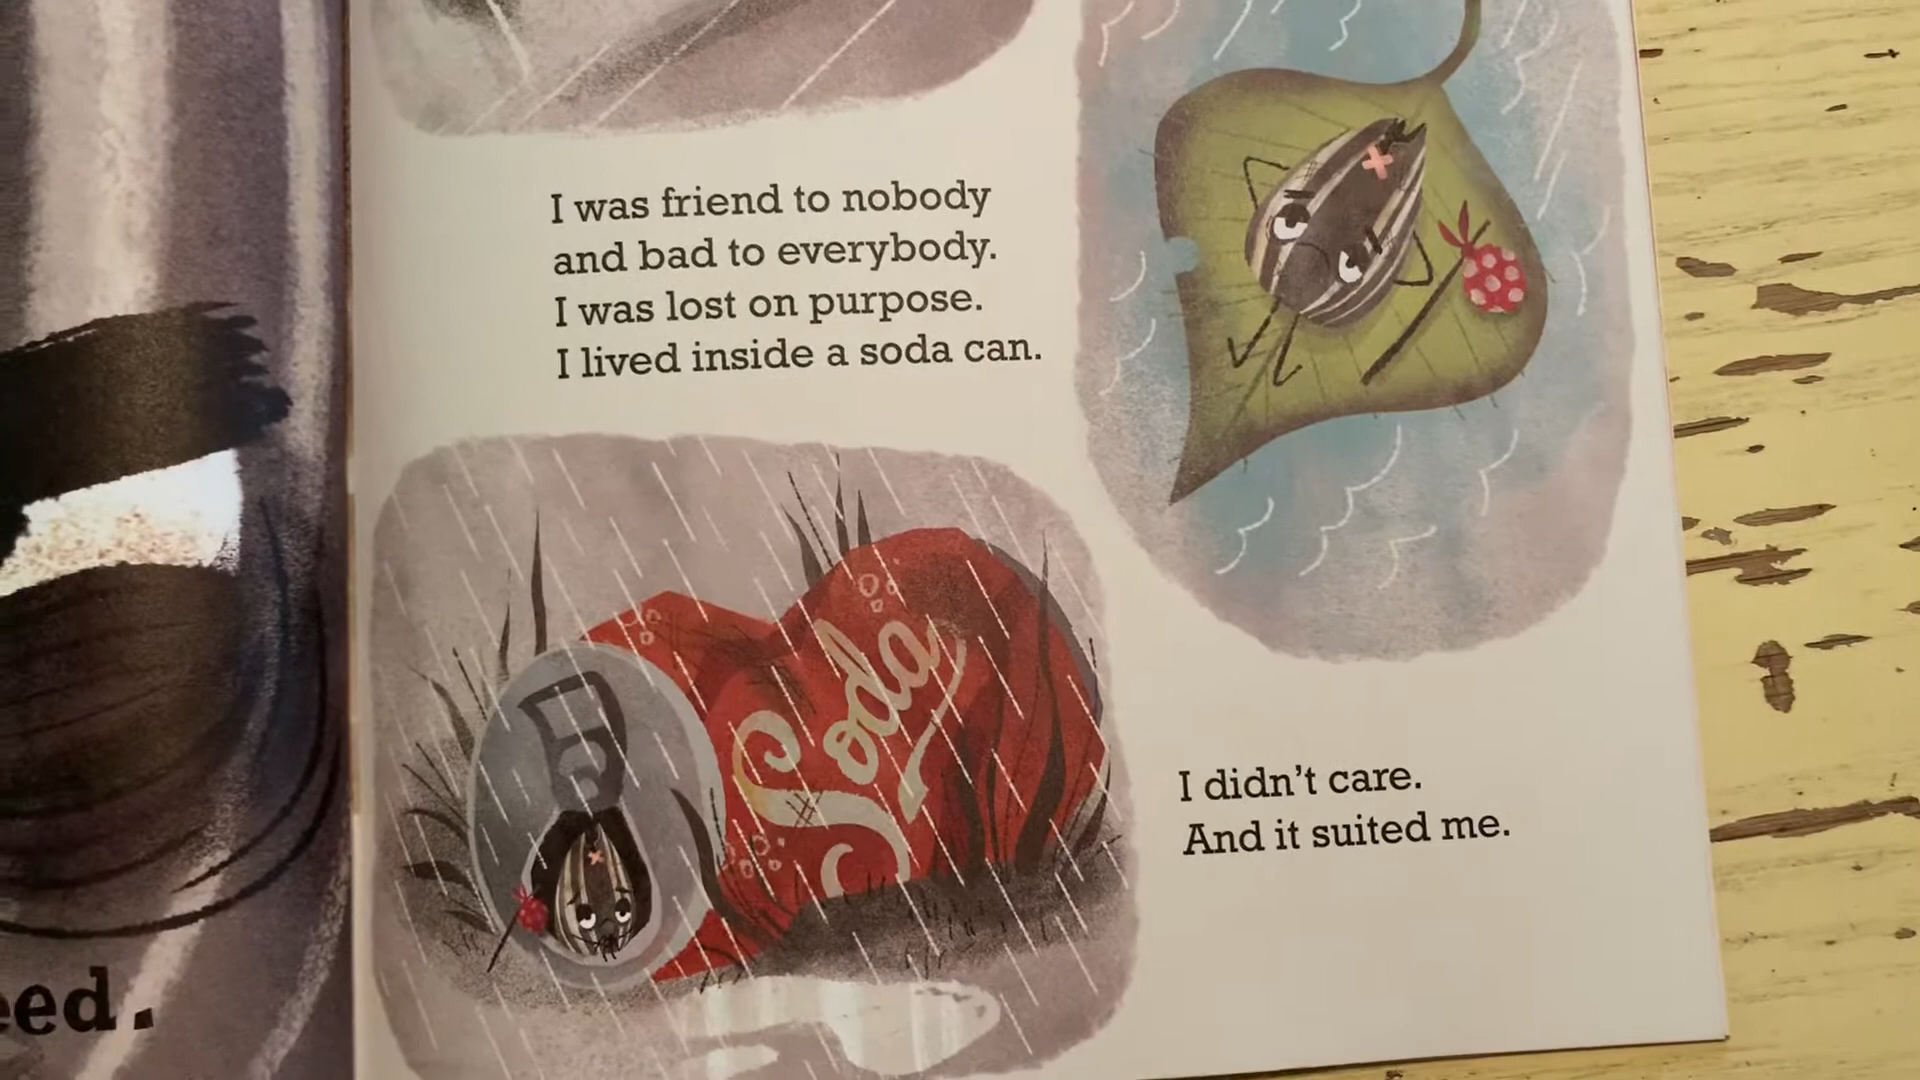 I was friend to nobody
and bad to everybody.
I was lost on purpose.
I lived inside a soda can.
Soda
I didn't care.
And it suited me.
eed.